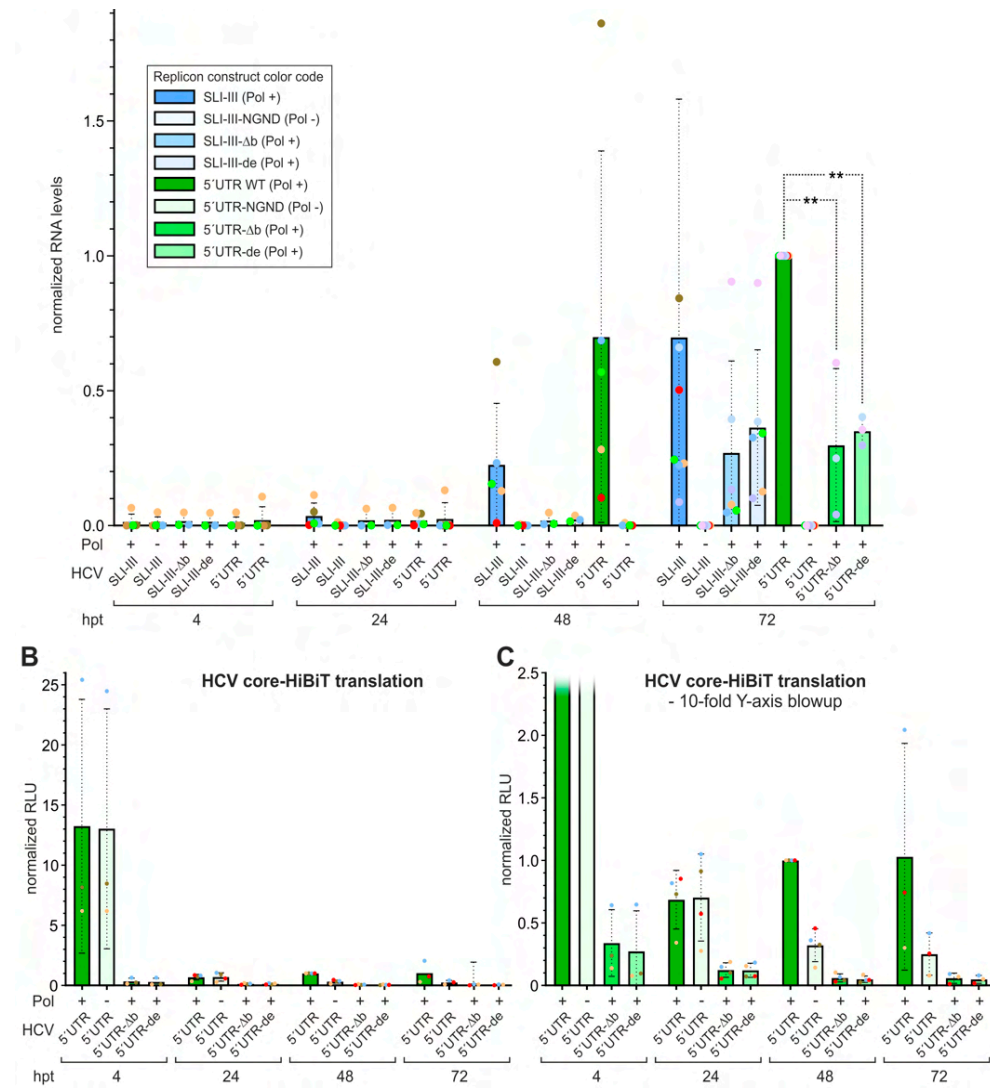 Replicon construct color code
SLI-III (Pol +)
SLI-III-NGND (Pol -)
SLI-III-Δb (Pol +)
SLI-III-de (Pol +)
5´UTR WT (Pol +)
5´UTR-NGND (Pol -)
5´UTR-Δb (Pol +)
5´UTR-de (Pol +)
normalized RNA levels
1.5
1.0
0.5
0.0
**
**
Pol + - + + + - + - + + + - + - + + + - + - + + + - + +
HCV SLI-III SLI-III SLI-III-Δb SLI-III-de 5´UTR 5´UTR SLI-III SLI-III SLI-III-Δb SLI-III-de 5´UTR 5´UTR SLI-III SLI-III SLI-III-Δb SLI-III-de 5´UTR 5´UTR SLI-III SLI-III SLI-III-Δb SLI-III-de 5´UTR 5´UTR 5´UTR-Δb 5´UTR-de
hpt 4 24 48 72
B
HCV core-HiBiT translation
normalized RLU
25
20
15
10
5
0
Pol + - + + + - + + + - + + + - + +
HCV 5´UTR 5´UTR 5´UTR-Δb 5´UTR-de 5´UTR 5´UTR 5´UTR-Δb 5´UTR-de 5´UTR 5´UTR 5´UTR-Δb 5´UTR-de 5´UTR 5´UTR 5´UTR-Δb 5´UTR-de
hpt 4 24 48 72
C
HCV core-HiBiT translation
- 10-fold Y-axis blowup
normalized RLU
2.5
2.0
1.5
1.0
0.5
0.0
+ - + + + - + + + - + + + - + +
5´UTR 5´UTR 5´UTR-Δb 5´UTR-de 5´UTR 5´UTR 5´UTR-Δb 5´UTR-de 5´UTR 5´UTR 5´UTR-Δb 5´UTR-de 5´UTR 5´UTR 5´UTR-Δb 5´UTR-de
4 24 48 72